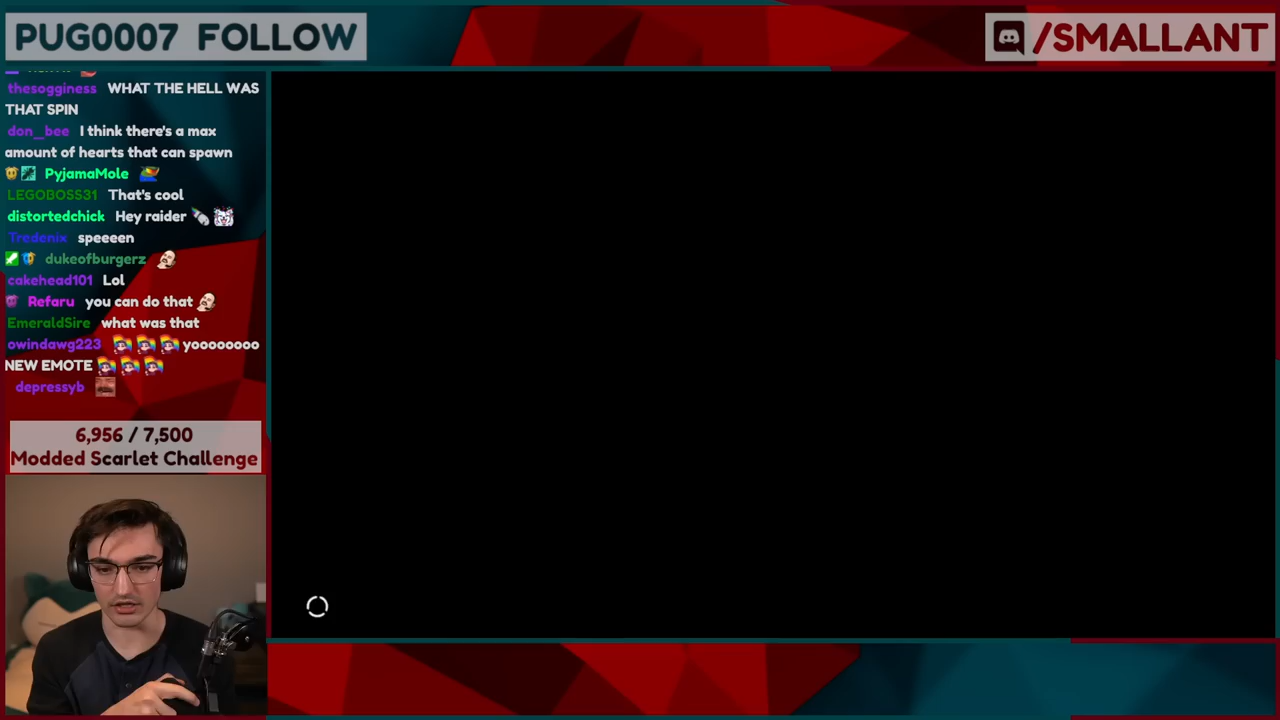 PUG0007 FOLLOW
/SMALLANT
thesogginess WHAT THE HELL WAS
THAT SPIN
don__bee I think there's a max
amount of hearts that can spawn
PyjamaMole
LEGOBOSS31 That's cool
distortedchick Hey raider
Tredenix speeeen
dukeofburgerz
cakehead101 Lol
Refaru you can do that
EmeraldSire what was that
owindawg223 yoooooooo
NEW EMOTE
depressyb
6,956 / 7,500
Modded Scarlet Challenge